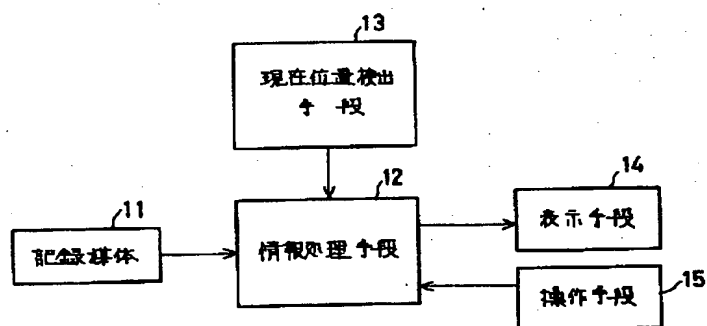 13
現在位置検出
手段
12
14
11
表示手段
記録媒体
情報処理手段
15
操作手段